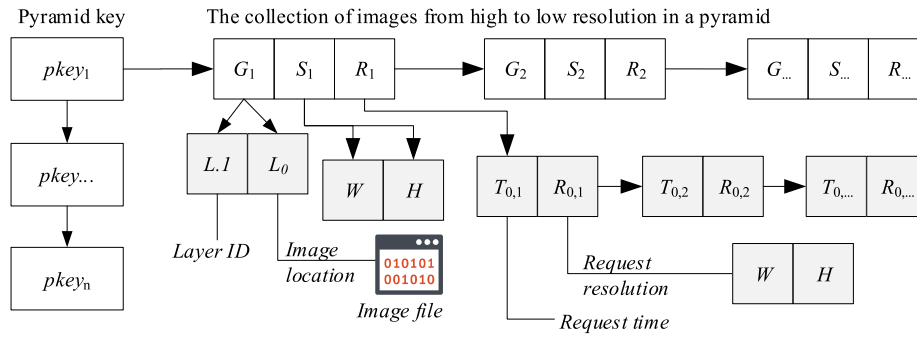 Pyramid key
The collection of images from high to low resolution in a pyramid
pkey1
G1 S1 R1
G2 S2 R2
G... S... R...
pkey...
L.1 L0
W H
T0,1 R0,1
T0,2 R0,2
T0,... R0,...
Layer ID
Image
location
010101
001010
Image file
pkeyn
Request
resolution
W H
Request time